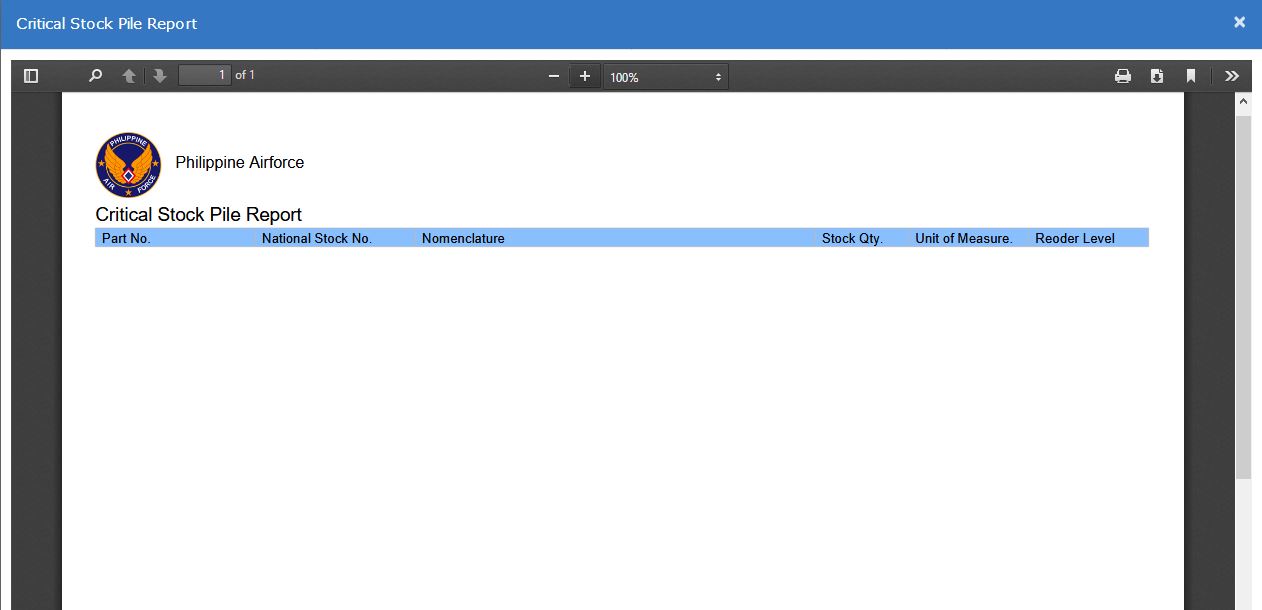 Critical Stock Pile Report
1 of 1 100%
PHILIPPINE
AIR FORCE
Philippine Airforce
Critical Stock Pile Report
Part No. National Stock No. Nomenclature Stock Qty. Unit of Measure. Reoder Level